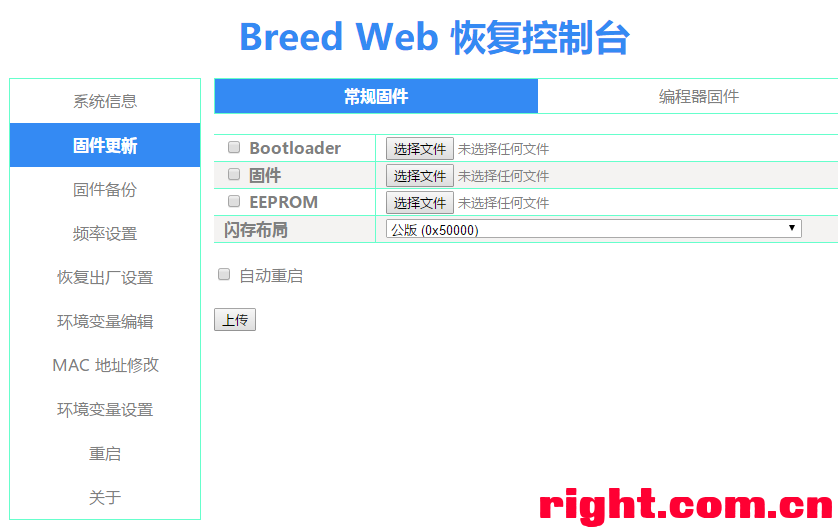 Breed Web 恢复控制台
系统信息
固件更新
固件备份
频率设置
恢复出厂设置
环境变量编辑
MAC 地址修改
环境变量设置
重启
关于
常规固件 编程器固件
Bootloader 选择文件 未选择任何文件
固件 选择文件 未选择任何文件
EEPROM 选择文件 未选择任何文件
闪存布局 公版 (0x50000)
自动重启
上传
right.com.cn